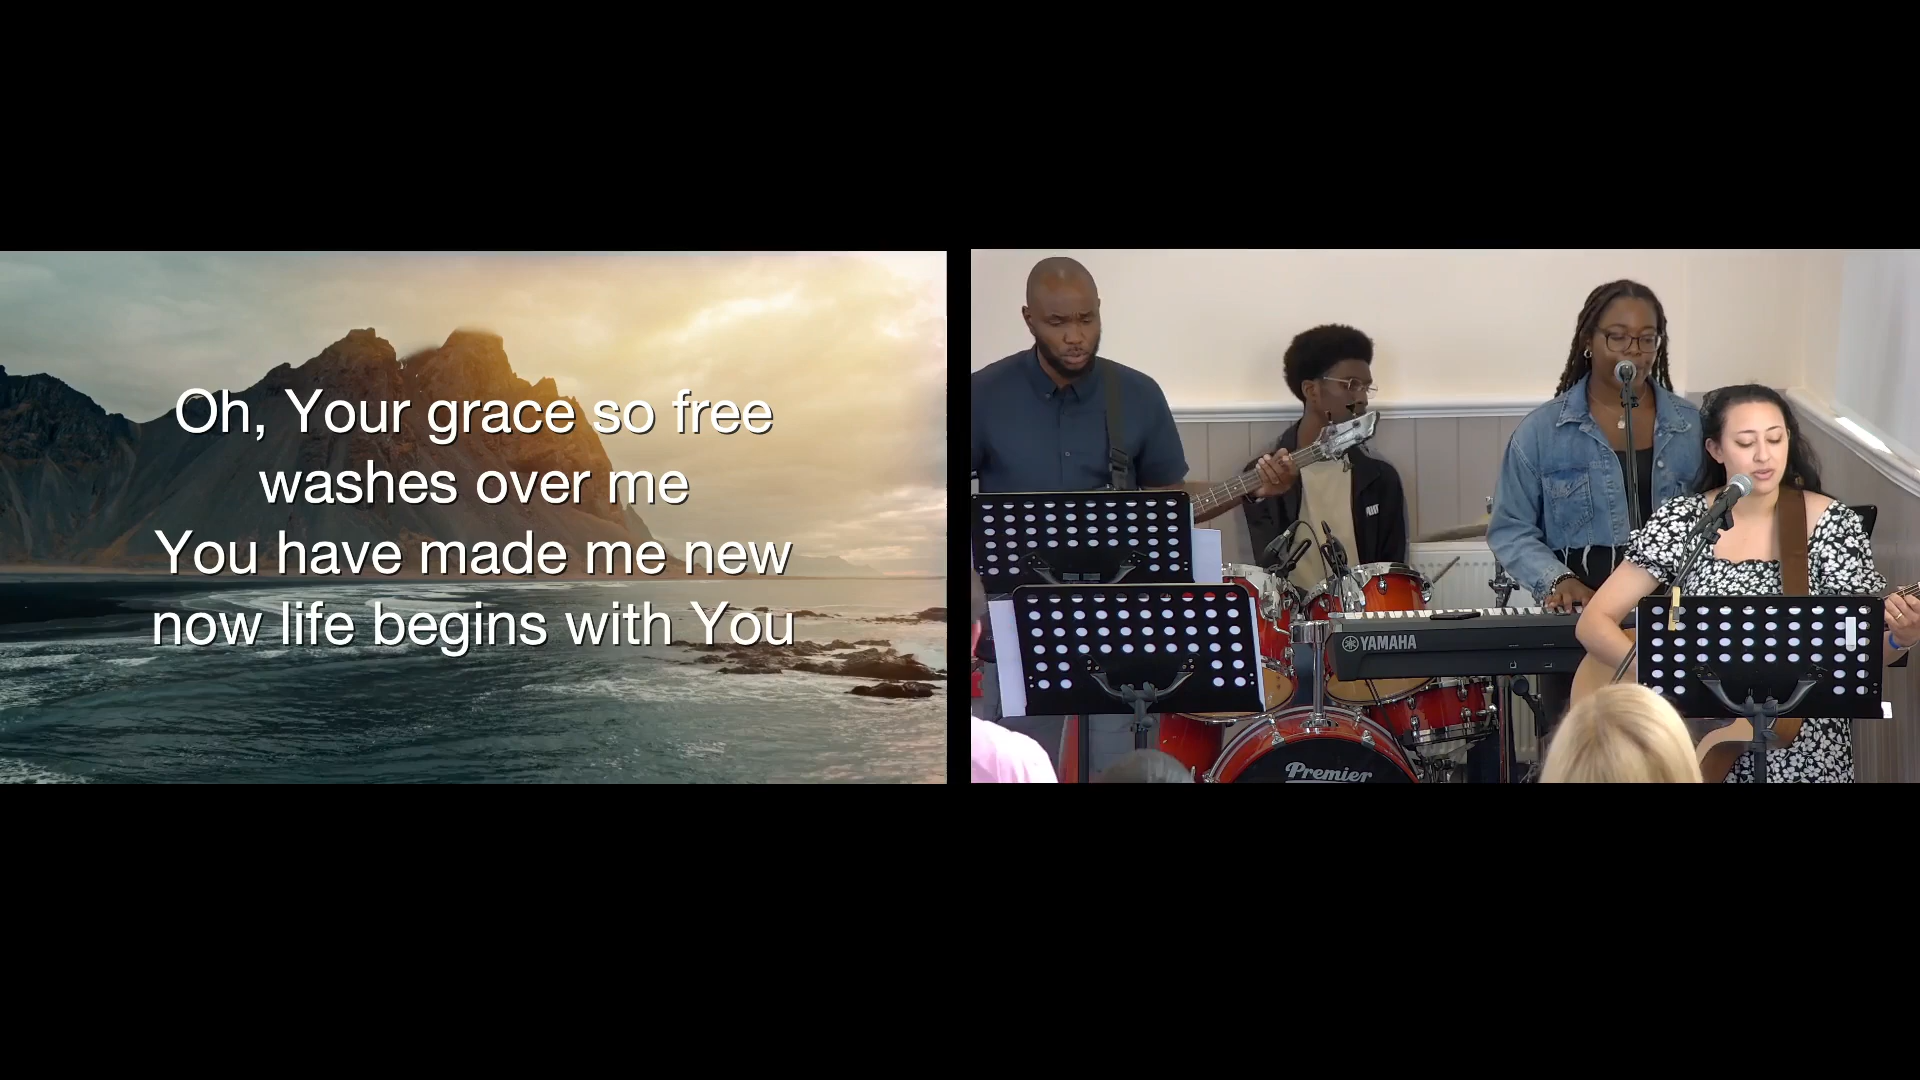 Oh, Your grace so free
washes over me
You have made me new
now life begins with You
YAMAHA
Premier